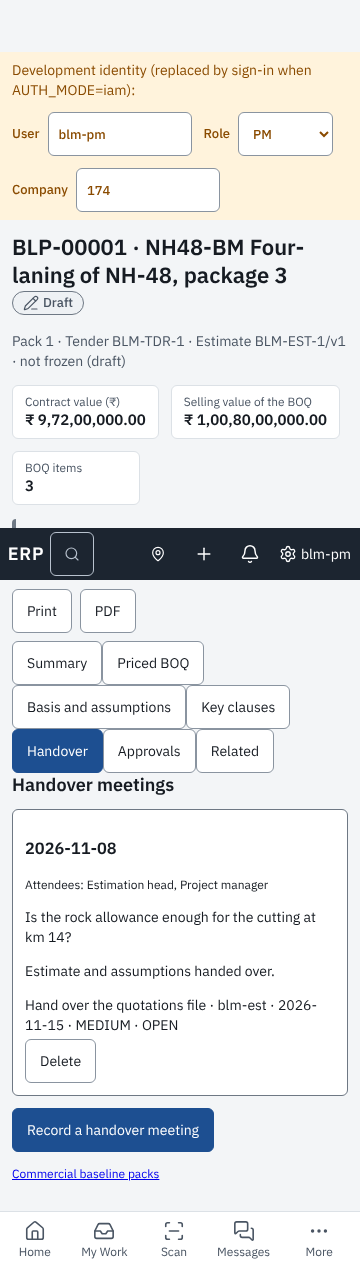 Development identity (replaced by sign-in when
AUTH_MODE=iam):
User blm-pm Role PM
Company 174
BLP-00001 · NH48-BM Four-
laning of NH-48, package 3
Draft
Pack 1 · Tender BLM-TDR-1 · Estimate BLM-EST-1/v1
· not frozen (draft)
Contract value (₹) Selling value of the BOQ
₹ 9,72,00,000.00 ₹ 1,00,80,00,000.00
BOQ items
3
ERP blm-pm
Print PDF
Summary Priced BOQ
Basis and assumptions Key clauses
Handover Approvals Related
Handover meetings
2026-11-08
Attendees: Estimation head, Project manager
Is the rock allowance enough for the cutting at
km 14?
Estimate and assumptions handed over.
Hand over the quotations file · blm-est · 2026-
11-15 · MEDIUM · OPEN
Delete
Record a handover meeting
Commercial baseline packs
Home My Work Scan Messages More